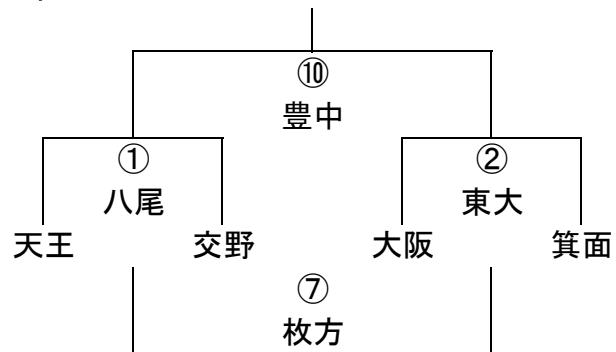 ⑩
豊中
① ②
八尾 東大
天王 交野 大阪 箕面
⑦
枚方